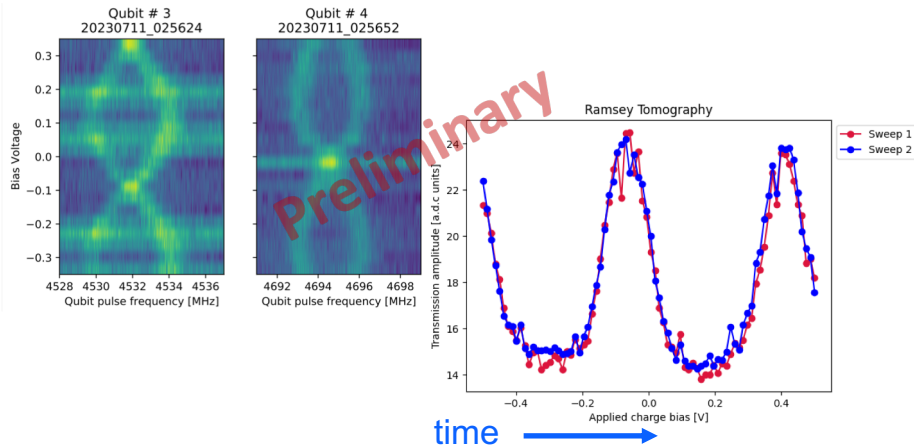 Qubit # 3
20230711_025624
Qubit # 4
20230711_025652
Bias Voltage
0.3
0.2
0.1
0.0
−0.1
−0.2
−0.3
4528 4530 4532 4534 4536
Qubit pulse frequency [MHz]
4692 4694 4696 4698
Qubit pulse frequency [MHz]
Preliminary
Ramsey Tomography
Sweep 1
Sweep 2
Transmission amplitude [a.d.c units]
24
22
20
18
16
14
−0.4 −0.2 0.0 0.2 0.4
Applied charge bias [V]
time